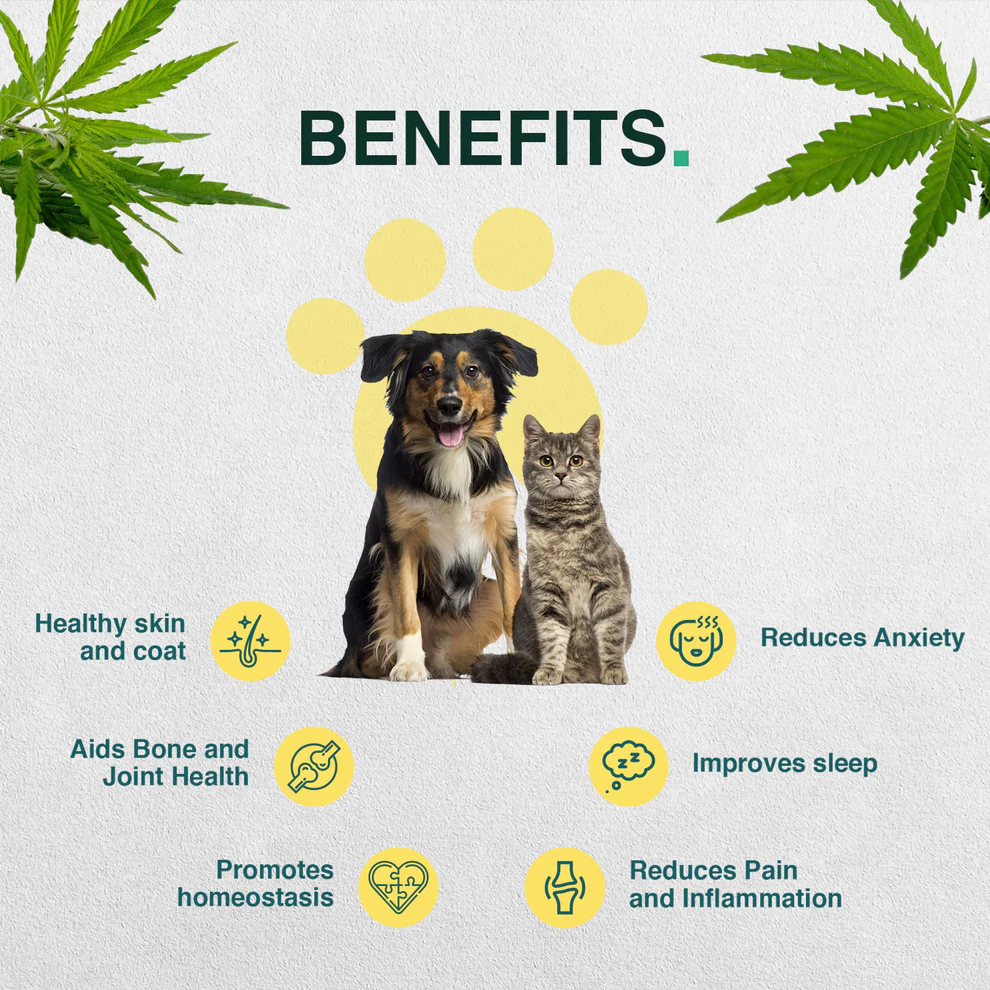 BENEFITS.
Healthy skin
and coat
Reduces Anxiety
Aids Bone and
Joint Health
Improves sleep
Promotes
homeostasis
Reduces Pain
and Inflammation